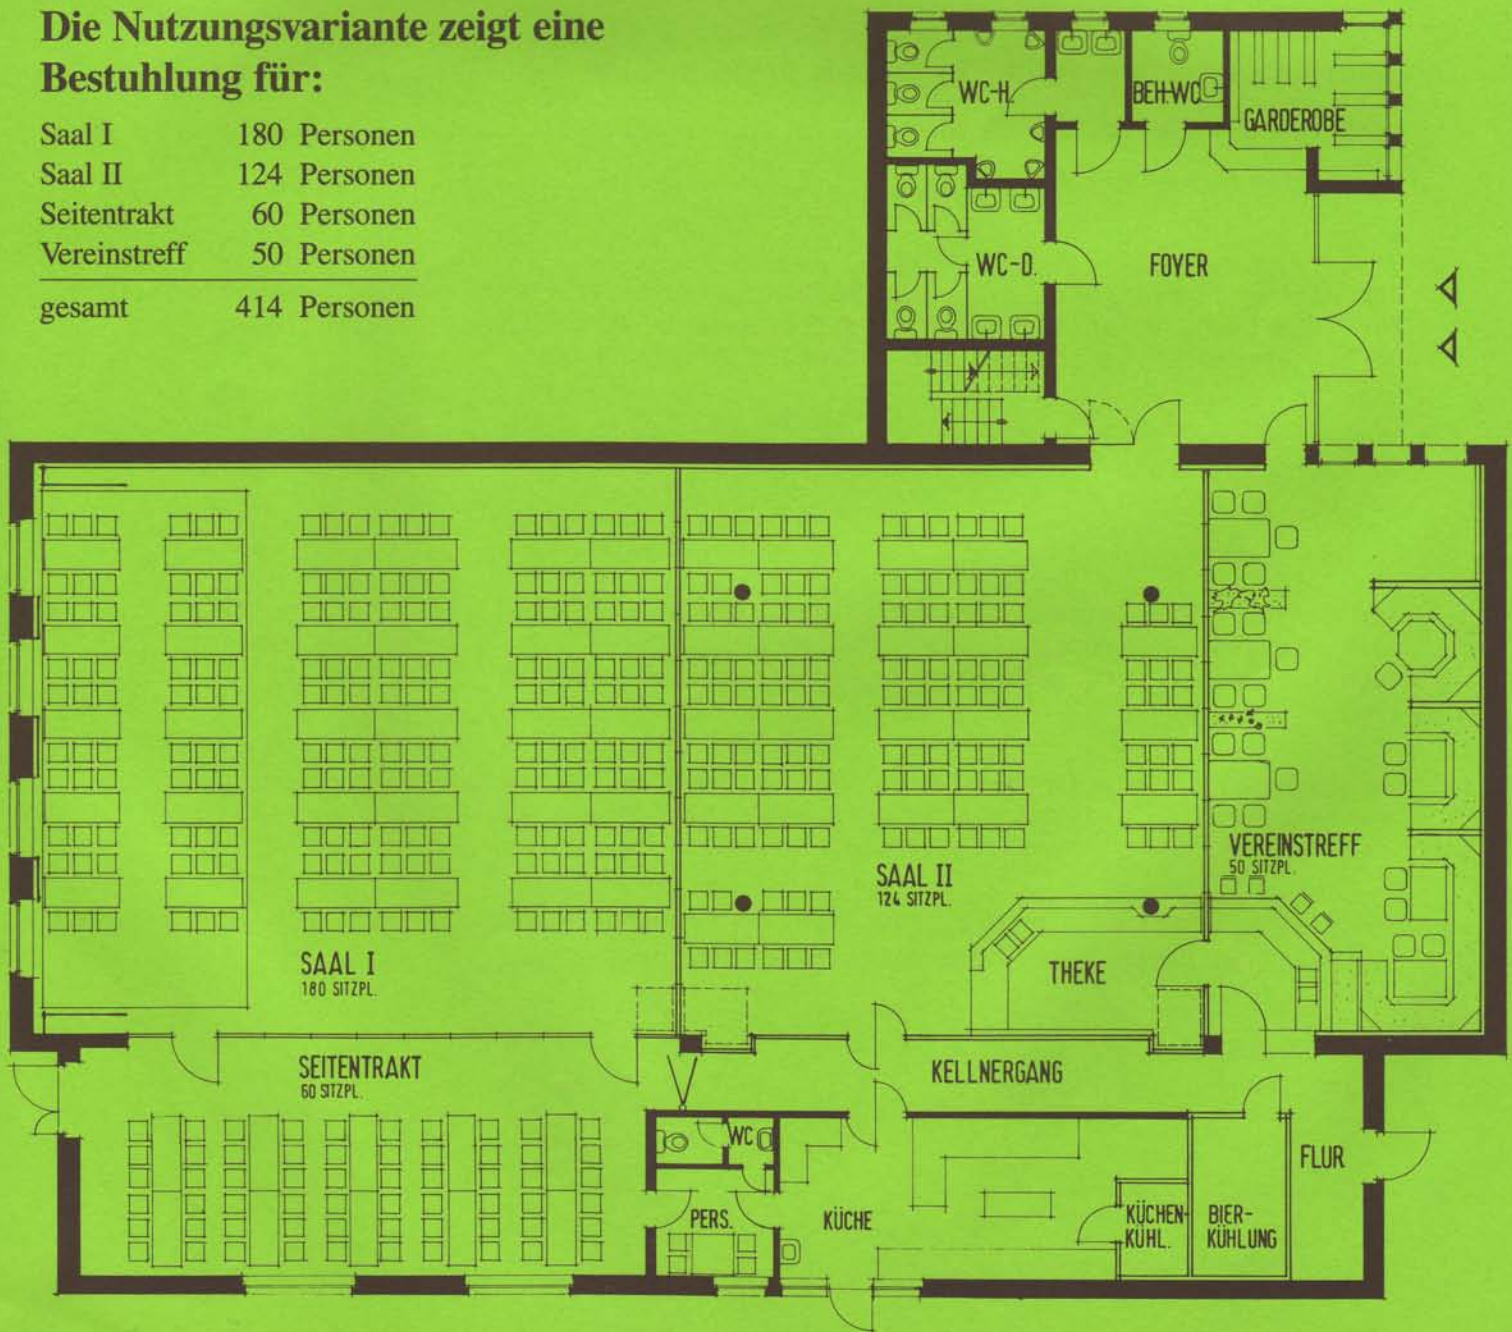 Die Nutzungsvariante zeigt eine
Bestuhlung für:
Saal I 180 Personen
Saal II 124 Personen
Seitentrakt 60 Personen
Vereinstreff 50 Personen
gesamt 414 Personen
WC-H.
BEH.WC
GARDEROBE
WC-D.
FOYER
VEREINSTREFF
50 SITZPL.
SAAL II
124 SITZPL.
SAAL I
180 SITZPL.
THEKE
SEITENTRAKT
60 SITZPL.
KELLNERGANG
WC
FLUR
PERS.
KÜCHE
KÜCHEN-
KÜHL.
BIER-
KÜHLUNG